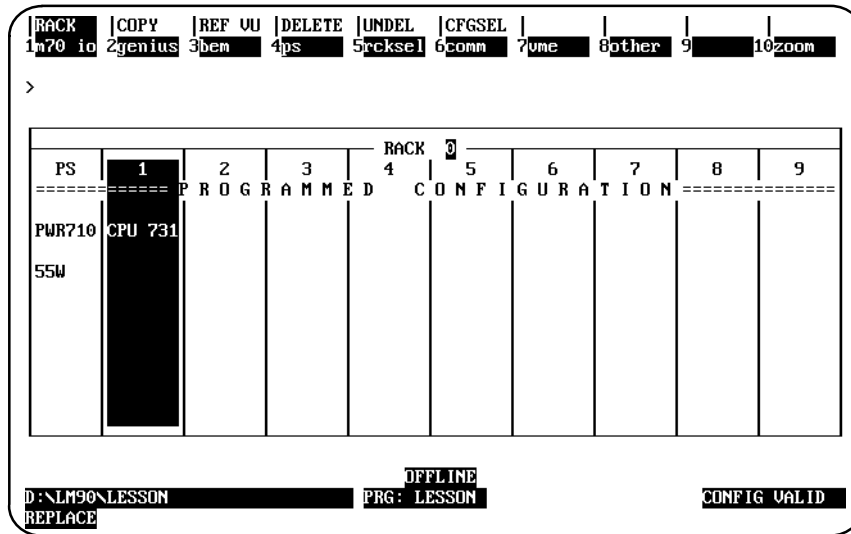 RACK COPY REF VU DELETE UNDEL CFGSEL
1m70 io 2genius 3bem 4ps 5rcksel 6comm 7vme 8other 9 10zoom
>
RACK 0
PS 1 2 3 4 5 6 7 8 9
============= P R O G R A M M E D C O N F I G U R A T I O N ===============
PWR710 CPU 731
55W
OFFLINE
D:\LM90\LESSON PRG: LESSON CONFIG VALID
REPLACE